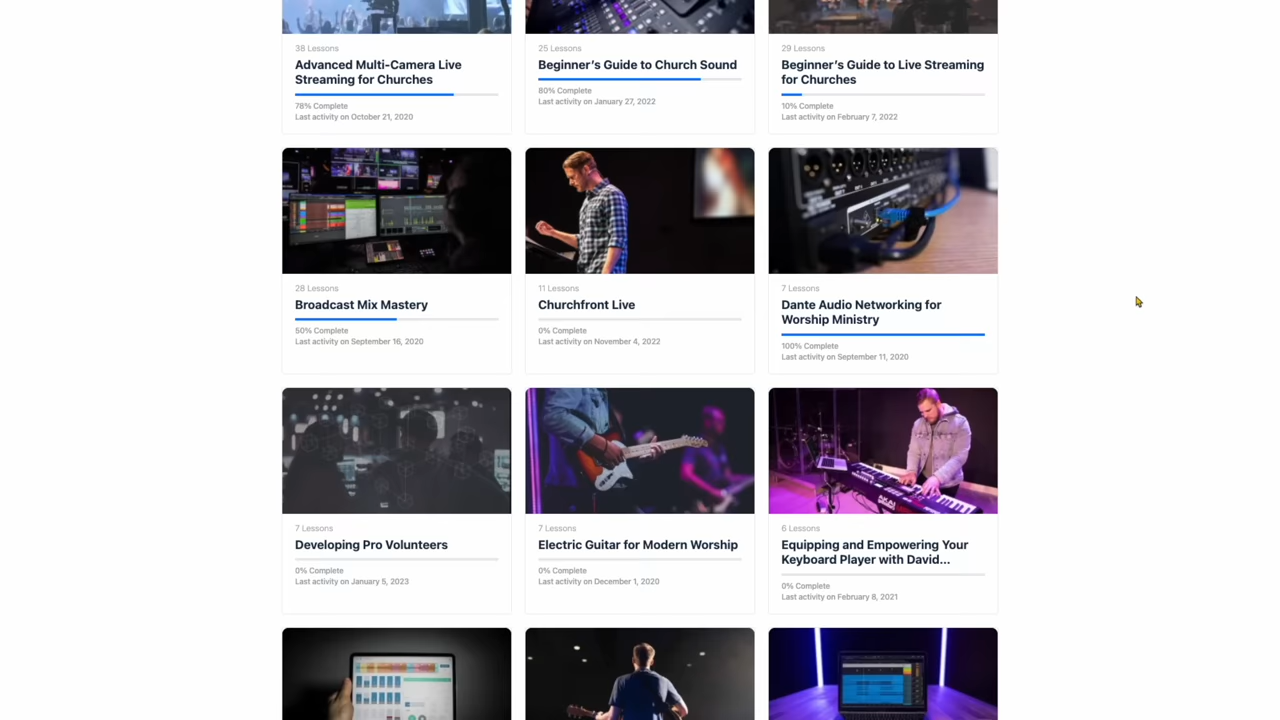 38 Lessons
Advanced Multi-Camera Live
Streaming for Churches
78% Complete
Last activity on October 21, 2020
25 Lessons
Beginner’s Guide to Church Sound
80% Complete
Last activity on January 27, 2022
29 Lessons
Beginner’s Guide to Live Streaming
for Churches
10% Complete
Last activity on February 7, 2022
28 Lessons
Broadcast Mix Mastery
50% Complete
Last activity on September 16, 2020
11 Lessons
Churchfront Live
0% Complete
Last activity on November 4, 2022
7 Lessons
Dante Audio Networking for
Worship Ministry
100% Complete
Last activity on September 11, 2020
7 Lessons
Developing Pro Volunteers
0% Complete
Last activity on January 5, 2023
7 Lessons
Electric Guitar for Modern Worship
0% Complete
Last activity on December 1, 2020
AKAI
6 Lessons
Equipping and Empowering Your
Keyboard Player with David...
0% Complete
Last activity on February 8, 2021